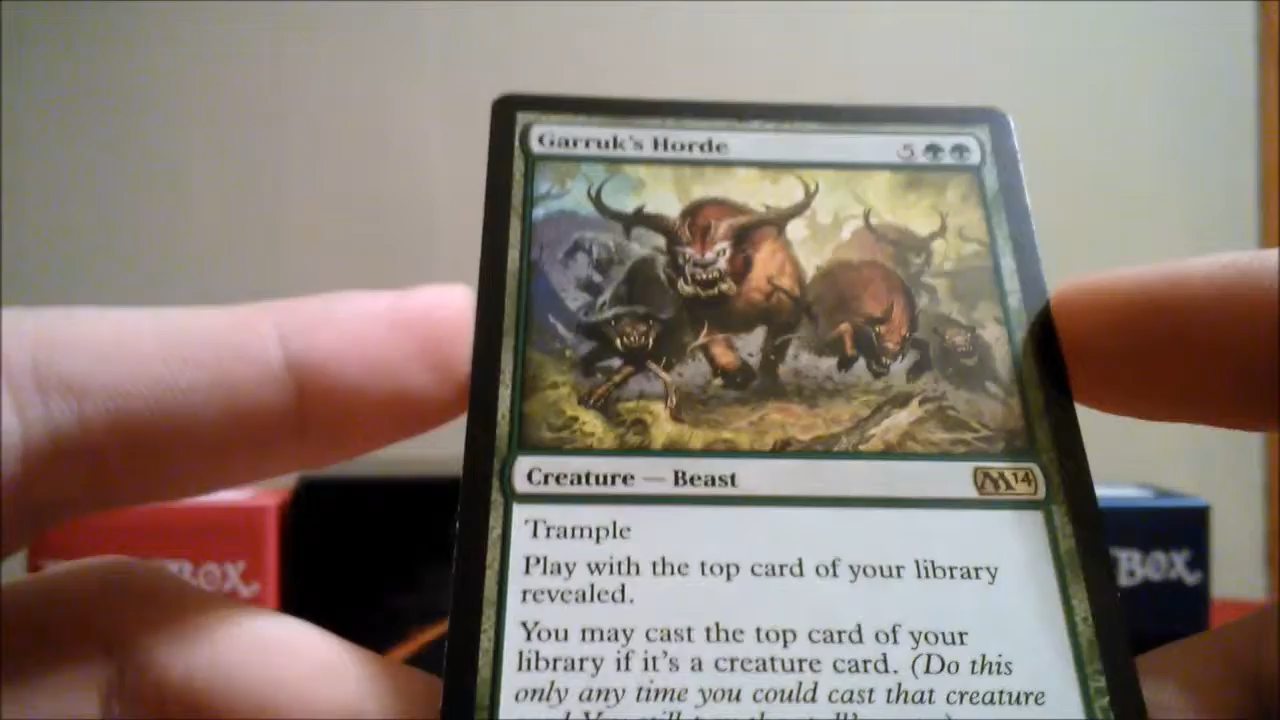 Garruk's Horde 5
Creature — Beast M14
Trample
Play with the top card of your library
revealed.
You may cast the top card of your
library if it's a creature card. (Do this
only any time you could cast that creature
BOX
BOX